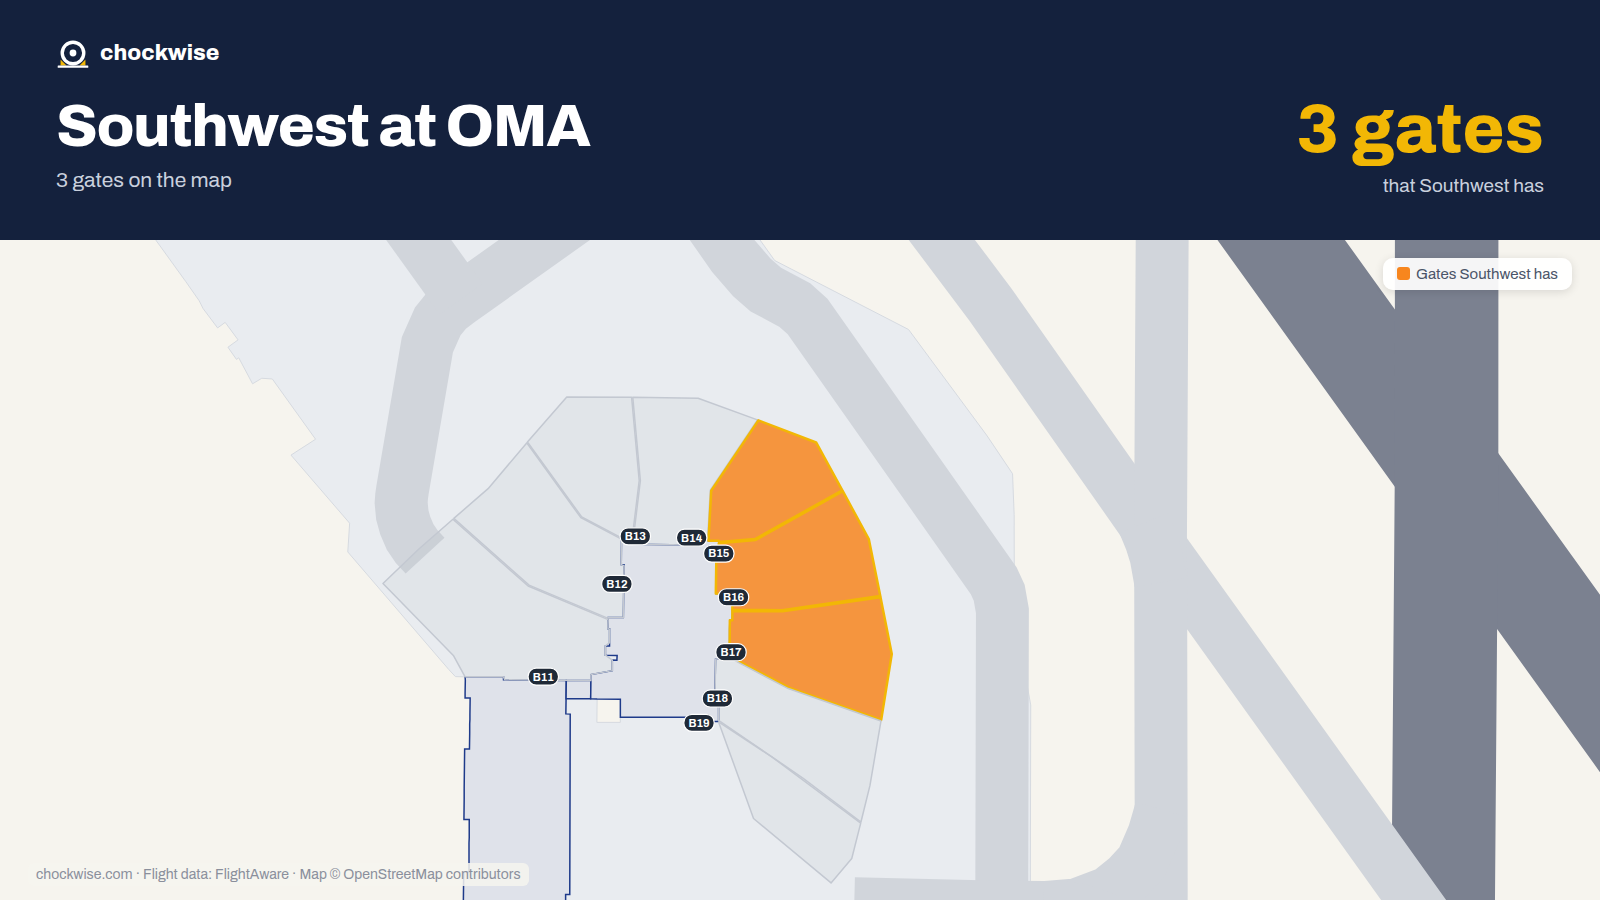 chockwise
Southwest at OMA
3 gates on the map
3 gates
that Southwest has
Gates Southwest has
B13
B14
B15
B12
B16
B17
B11
B18
B19
chockwise.com · Flight data: FlightAware · Map © OpenStreetMap contributors